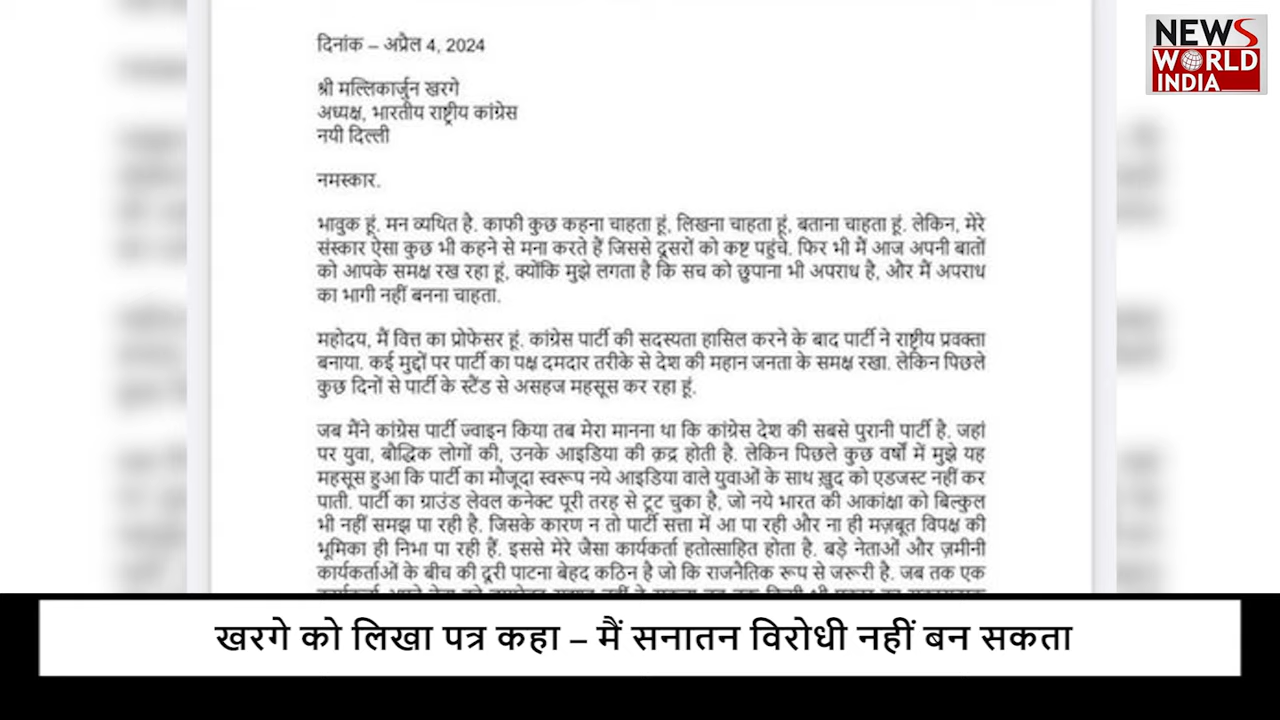 दिनांक – अप्रैल 4, 2024
NEWS
WORLD
INDIA
श्री मल्लिकार्जुन खरगे
अध्यक्ष, भारतीय राष्ट्रीय कांग्रेस
नयी दिल्ली
नमस्कार.
भावुक हूं. मन व्यथित है. काफी कुछ कहना चाहता हूं, लिखना चाहता हूं, बताना चाहता हूं. लेकिन, मेरे
संस्कार ऐसा कुछ भी कहने से मना करते हैं जिससे दूसरों को कष्ट पहुंचे. फिर भी मैं आज अपनी बातों
को आपके समक्ष रख रहा हूं, क्योंकि मुझे लगता है कि सच को छुपाना भी अपराध है, और मैं अपराध
का भागी नहीं बनना चाहता.
महोदय, मैं वित्त का प्रोफेसर हूं. कांग्रेस पार्टी की सदस्यता हासिल करने के बाद पार्टी ने राष्ट्रीय प्रवक्ता
बनाया. कई मुद्दों पर पार्टी का पक्ष दमदार तरीके से देश की महान जनता के समक्ष रखा. लेकिन पिछले
कुछ दिनों से पार्टी के स्टैंड से असहज महसूस कर रहा हूं.
जब मैंने कांग्रेस पार्टी ज्वाइन किया तब मेरा मानना था कि कांग्रेस देश की सबसे पुरानी पार्टी है. जहां
पर युवा, बौद्धिक लोगों की, उनके आइडिया की क़द्र होती है. लेकिन पिछले कुछ वर्षों में मुझे यह
महसूस हुआ कि पार्टी का मौजूदा स्वरूप नये आइडिया वाले युवाओं के साथ ख़ुद को एडजस्ट नहीं कर
पाती. पार्टी का ग्राउंड लेवल कनेक्ट पूरी तरह से टूट चुका है, जो नये भारत की आकांक्षा को बिल्कुल
भी नहीं समझ पा रही है. जिसके कारण न तो पार्टी सत्ता में आ पा रही और ना ही मज़बूत विपक्ष की
भूमिका ही निभा पा रही हैं. इससे मेरे जैसा कार्यकर्ता हतोत्साहित होता है. बड़े नेताओं और ज़मीनी
कार्यकर्ताओं के बीच की दूरी पाटना बेहद कठिन है जो कि राजनैतिक रूप से जरूरी है. जब तक एक
खरगे को लिखा पत्र कहा – मैं सनातन विरोधी नहीं बन सकता